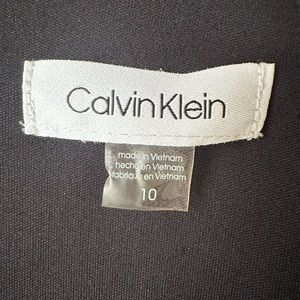 Calvin Klein
made in Vietnam
hecho en Vietnam
fabriqué en Vietnam
10